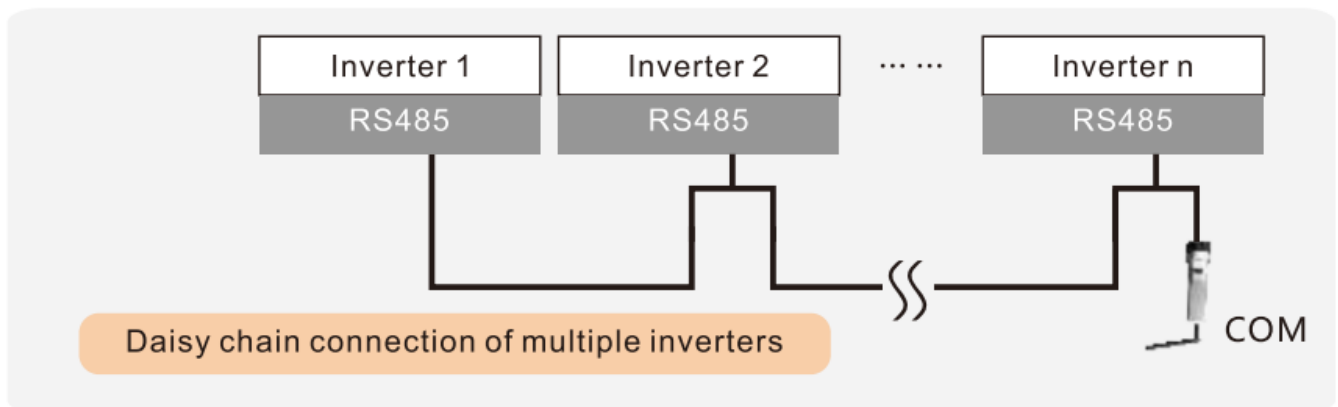 Inverter 1
Inverter 2
... ...
Inverter n
RS485
RS485
RS485
COM
Daisy chain connection of multiple inverters